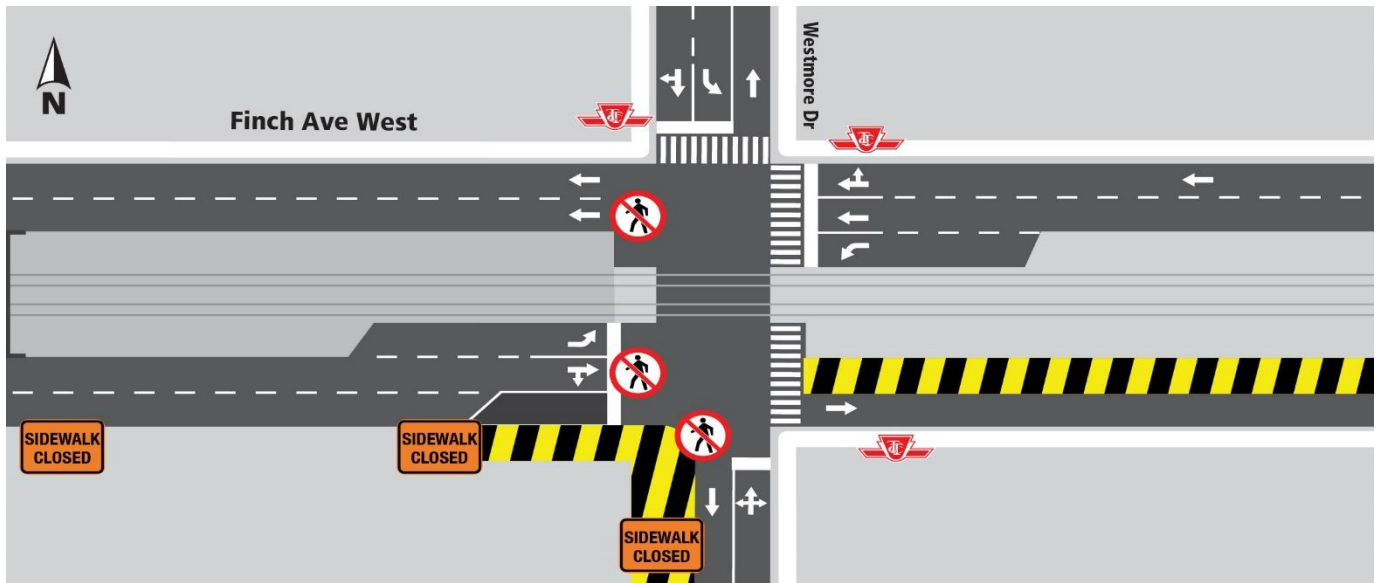 N
Finch Ave West
Westmore Dr
SIDEWALK
CLOSED
SIDEWALK
CLOSED
SIDEWALK
CLOSED